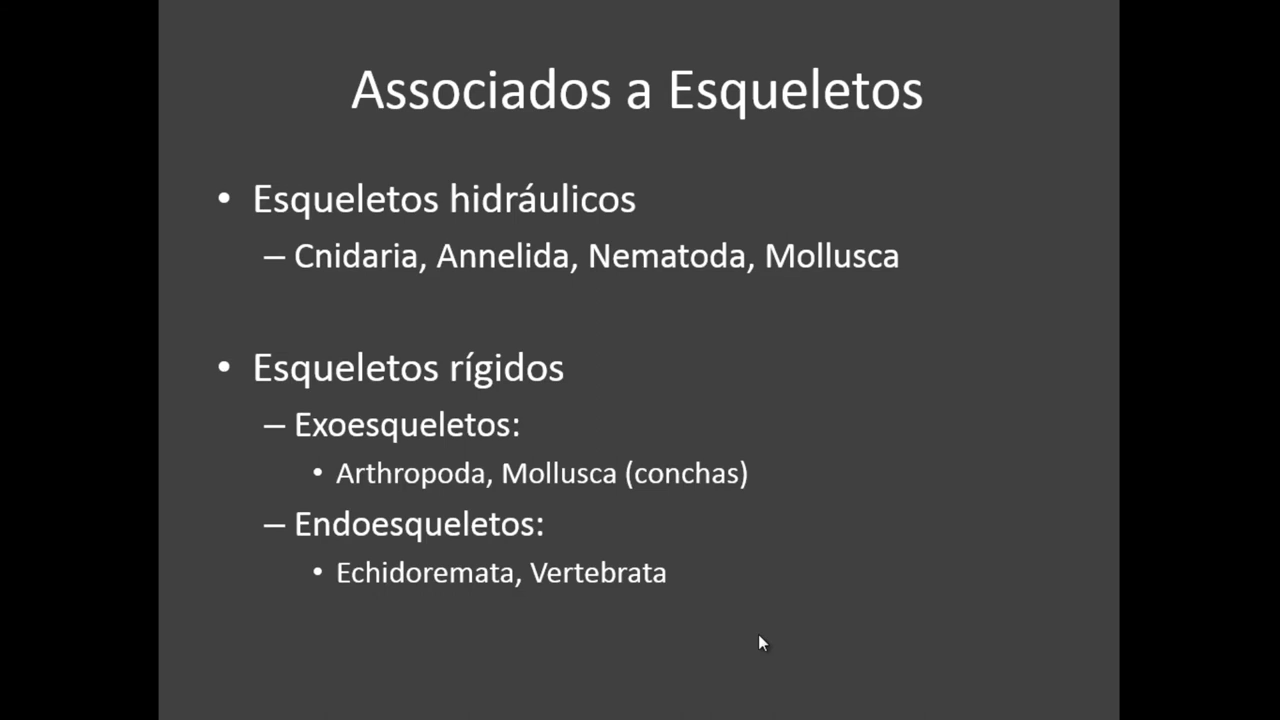 Associados a Esqueletos
• Esqueletos hidráulicos
– Cnidaria, Annelida, Nematoda, Mollusca
• Esqueletos rígidos
– Exoesqueletos:
• Arthropoda, Mollusca (conchas)
– Endoesqueletos:
• Echidoremata, Vertebrata